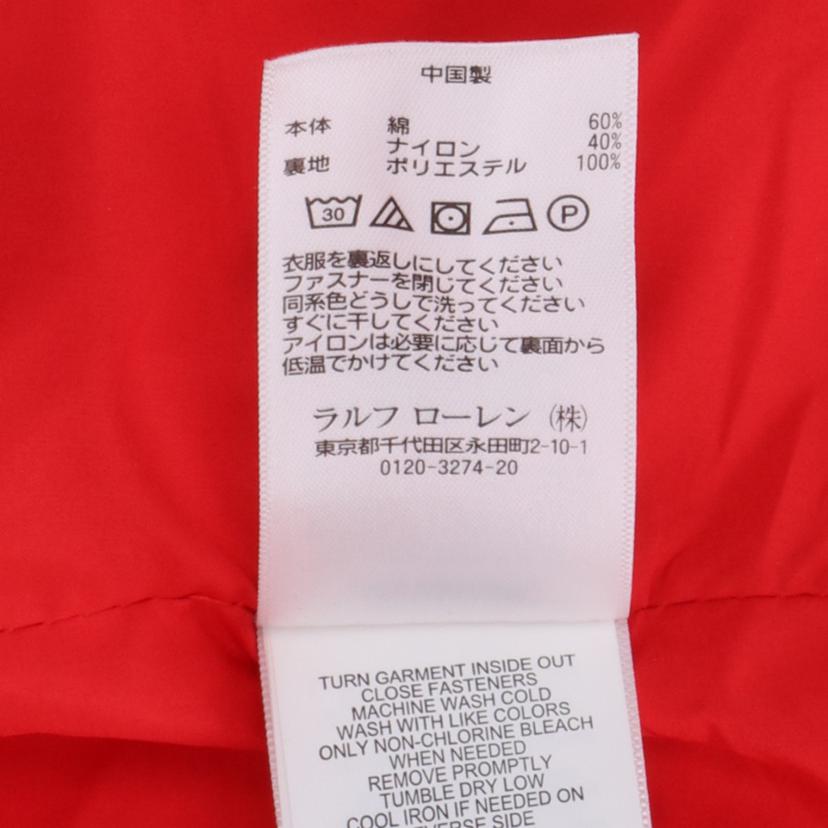 中国製
本体 綿 60%
ナイロン 40%
裏地 ポリエステル 100%
30 P
衣服を裏返しにしてください
ファスナーを閉じてください
同系色どうしで洗ってください
すぐに干してください
アイロンは必要に応じて裏面から
低温でかけてください
ラルフ ローレン (株)
東京都千代田区永田町2-10-1
0120-3274-20
TURN GARMENT INSIDE OUT
CLOSE FASTENERS
MACHINE WASH COLD
WASH WITH LIKE COLORS
ONLY NON-CHLORINE BLEACH
WHEN NEEDED
REMOVE PROMPTLY
TUMBLE DRY LOW
COOL IRON IF NEEDED ON
SIDE